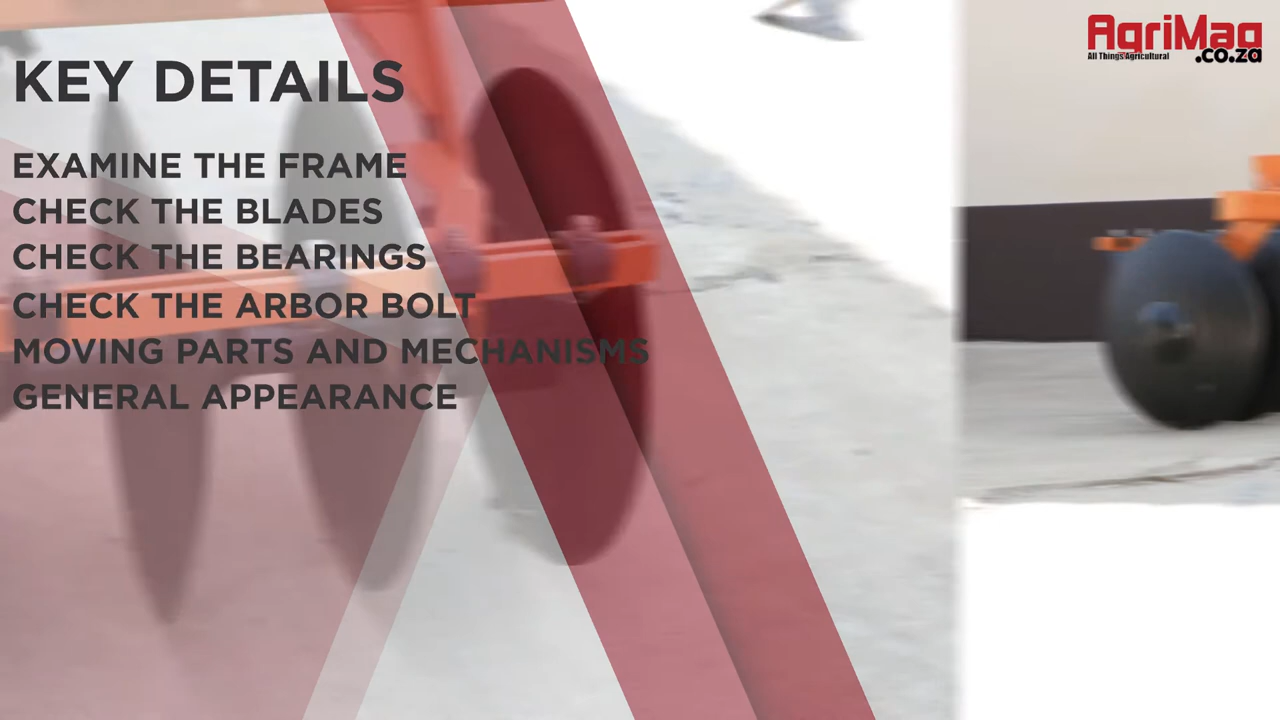 KEY DETAILS
EXAMINE THE FRAME
CHECK THE BLADES
CHECK THE BEARINGS
CHECK THE ARBOR BOLT
MOVING PARTS AND MECHANISMS
GENERAL APPEARANCE
AgriMag
All Things Agricultural
.co.za